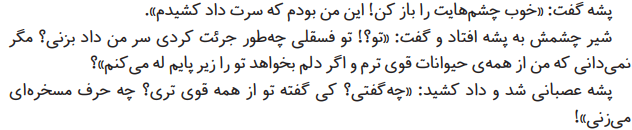 پشه گفت: «خوب چشم‌هایت را باز کن! این من بودم که سرت داد کشیدم».
شیر چشمش به پشه افتاد و گفت: «تو؟! تو فسقلی چه‌طور جرئت کردی سر من داد بزنی؟ مگر
نمی‌دانی که من از همه‌ی حیوانات قوی ترم و اگر دلم بخواهد تو را زیر پایم له می‌کنم»؟
پشه عصبانی شد و داد کشید: «چه‌گفتی؟ کی گفته تو از همه قوی تری؟ چه حرف مسخره‌ای
می‌زنی»!